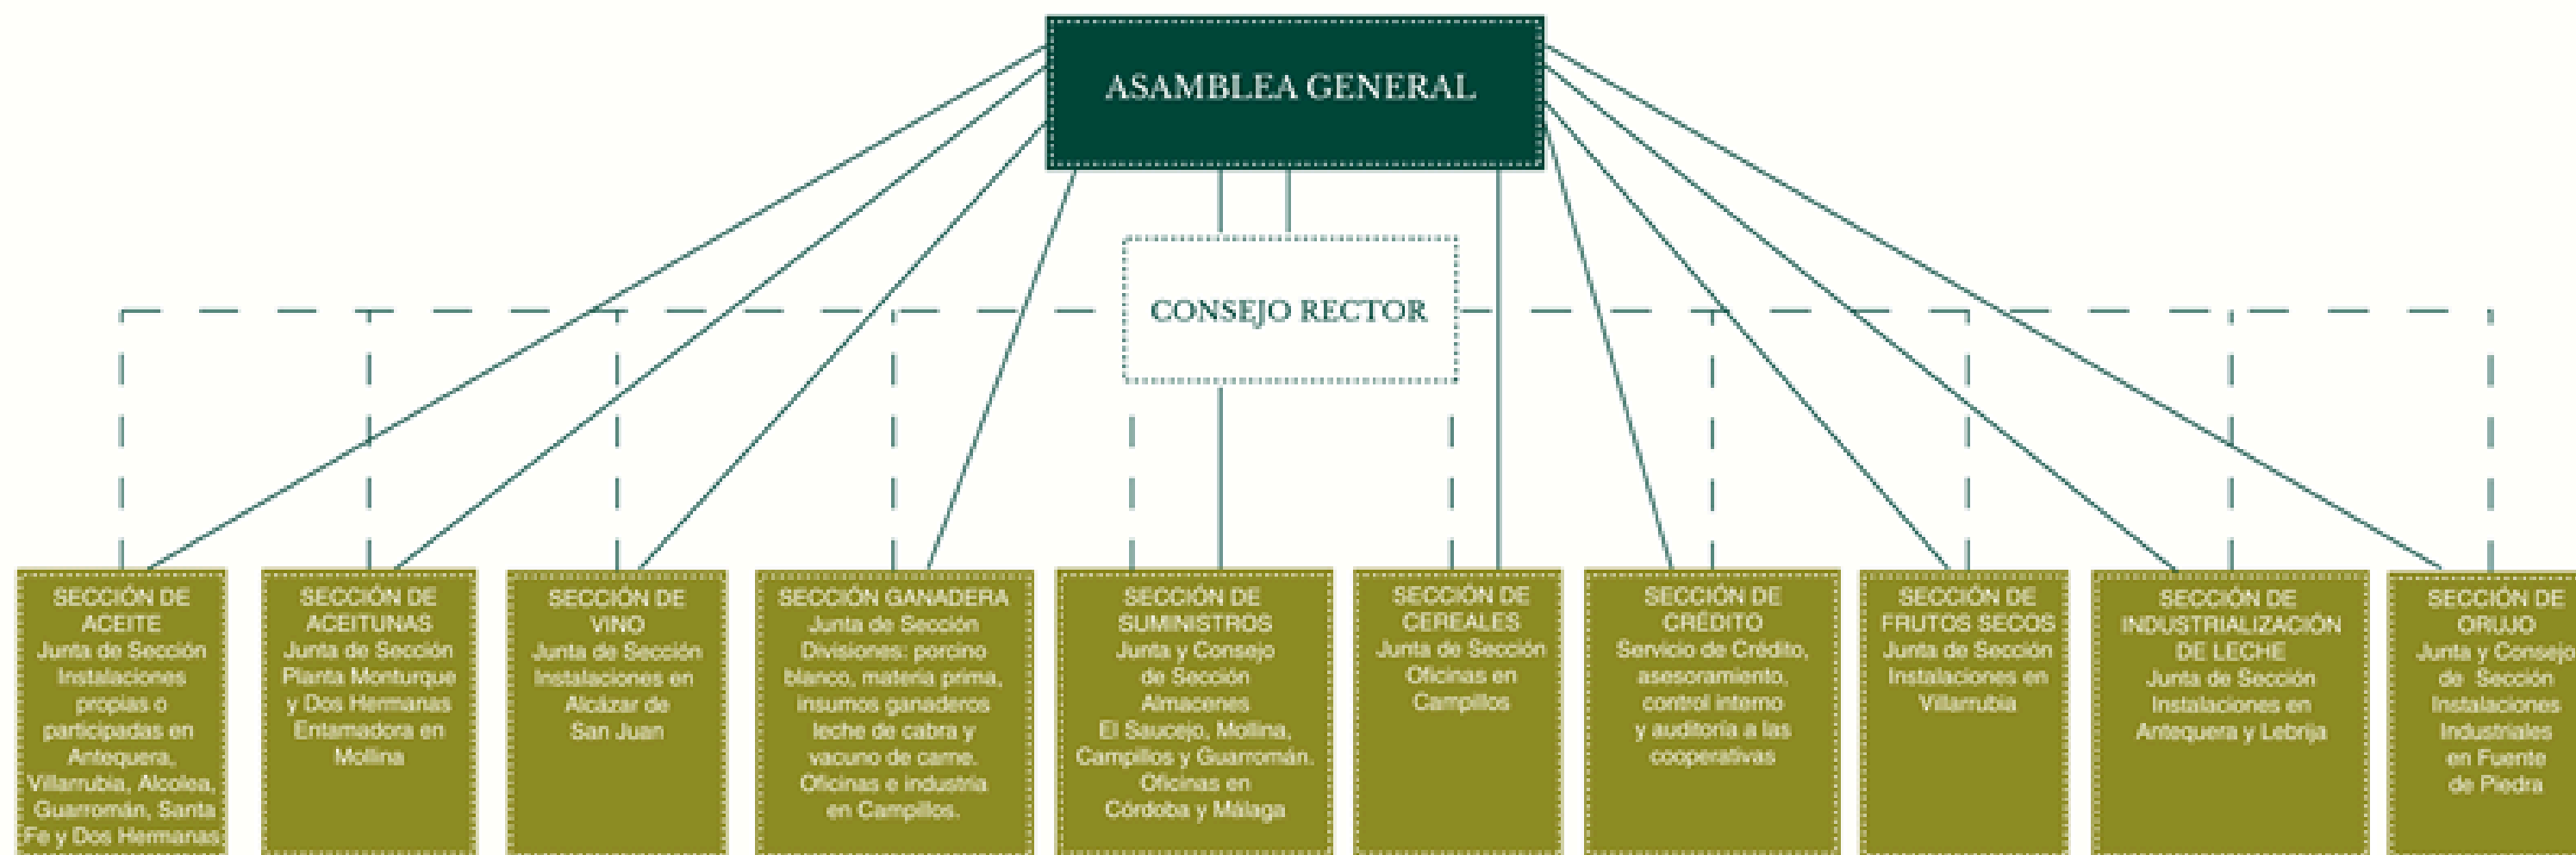 ASAMBLEA GENERAL
CONSEJO RECTOR
SECCIÓN DE
ACEITE
Junta de Sección
Instalaciones
propias o
participadas en
Antequera,
Villarrubia, Alcolea,
Guarromán, Santa
Fe y Dos Hermanas
SECCIÓN DE
ACEITUNAS
Junta de Sección
Planta Monturque
y Dos Hermanas
Entamadora en
Mollina
SECCIÓN DE
VINO
Junta de Sección
Instalaciones en
Alcázar de
San Juan
SECCIÓN GANADERA
Junta de Sección
Divisiones: porcino
blanco, materia prima,
insumos ganaderos
leche de cabra y
vacuno de carne.
Oficinas e industria
en Campillos.
SECCIÓN DE
SUMINISTROS
Junta y Consejo
de Sección
Almacenes
El Saucejo, Mollina,
Campillos y Guarromán.
Oficinas en
Córdoba y Málaga
SECCIÓN DE
CEREALES
Junta de Sección
Oficinas en
Campillos
SECCIÓN DE
CRÉDITO
Servicio de Crédito,
asesoramiento,
control interno
y auditoría a las
cooperativas
SECCIÓN DE
FRUTOS SECOS
Junta de Sección
Instalaciones en
Villarrubia
SECCIÓN DE
INDUSTRIALIZACIÓN
DE LECHE
Junta de Sección
Instalaciones en
Antequera y Lebrija
SECCIÓN DE
ORUJO
Junta y Consejo
de Sección
Instalaciones
Industriales
en Fuente
de Piedra